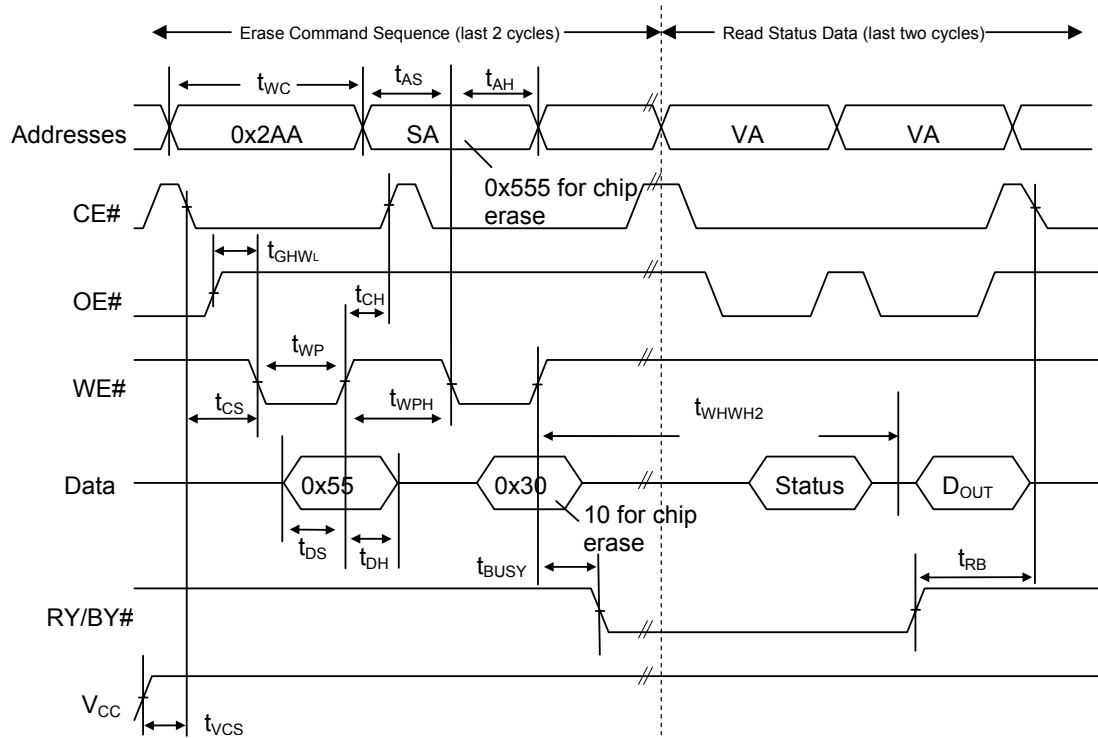 Erase Command Sequence (last 2 cycles)
Read Status Data (last two cycles)
tWC
tAS
tAH
Addresses
0x2AA
SA
VA
VA
0x555 for chip
erase
CE#
tGHWL
OE#
tCH
tWP
WE#
tCS
tWPH
tWHWH2
Data
0x55
0x30
Status
DOUT
10 for chip
erase
tDS
tDH
tBUSY
tRB
RY/BY#
VCC
tVCS